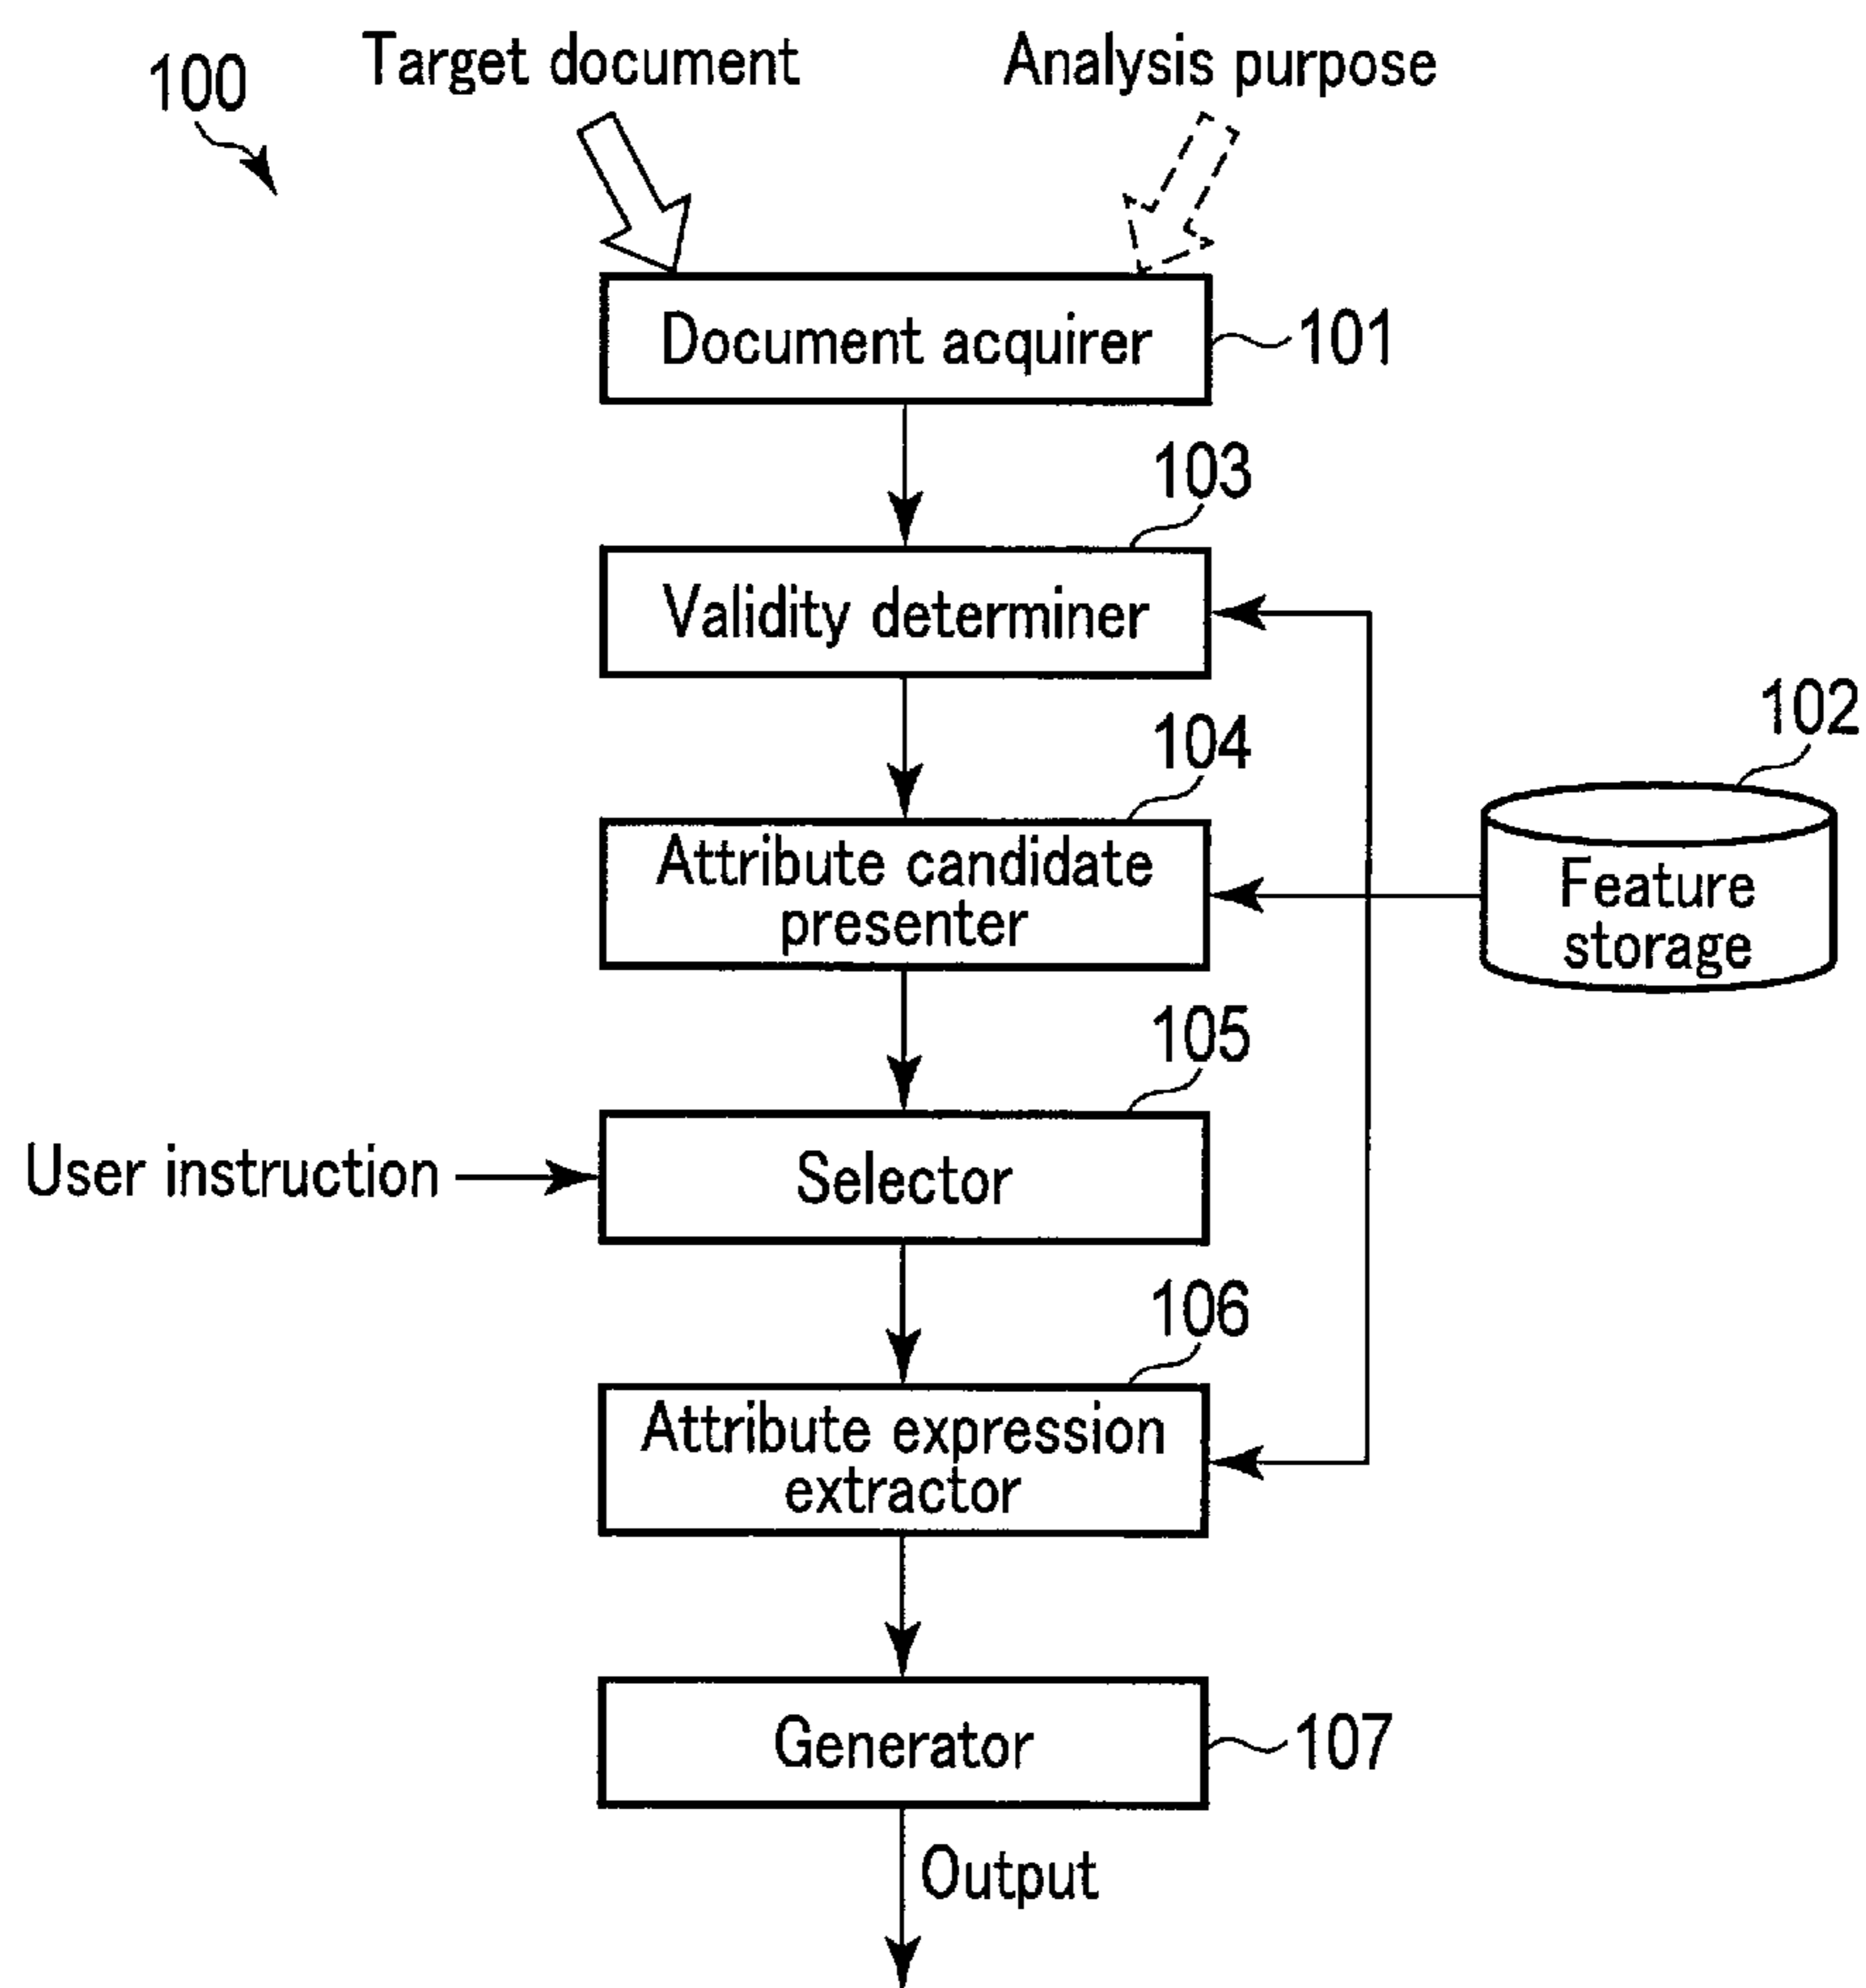 100
Target document
Analysis purpose
Document acquirer
101
103
Validity determiner
102
104
Attribute candidate
presenter
Feature
storage
105
User instruction
Selector
106
Attribute expression
extractor
Generator
107
Output